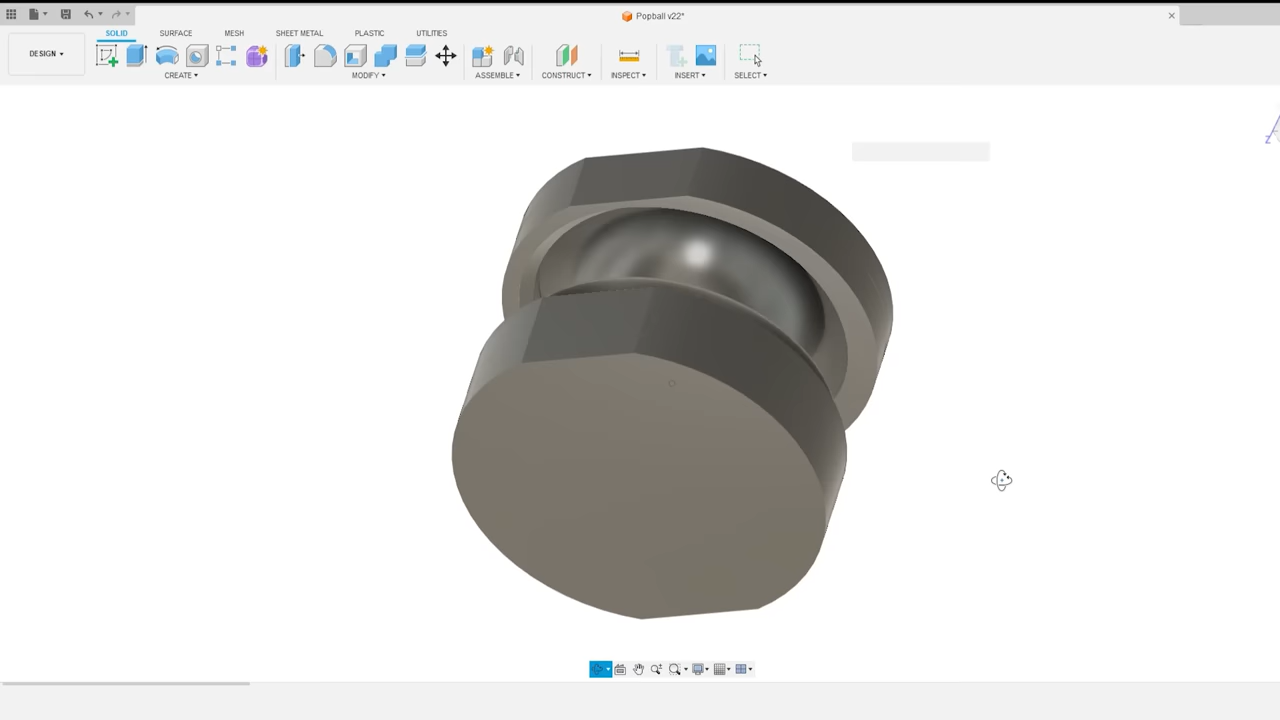 Popball v22*
DESIGN
SOLID SURFACE MESH SHEET METAL PLASTIC UTILITIES
CREATE MODIFY ASSEMBLE CONSTRUCT INSPECT INSERT SELECT
Z